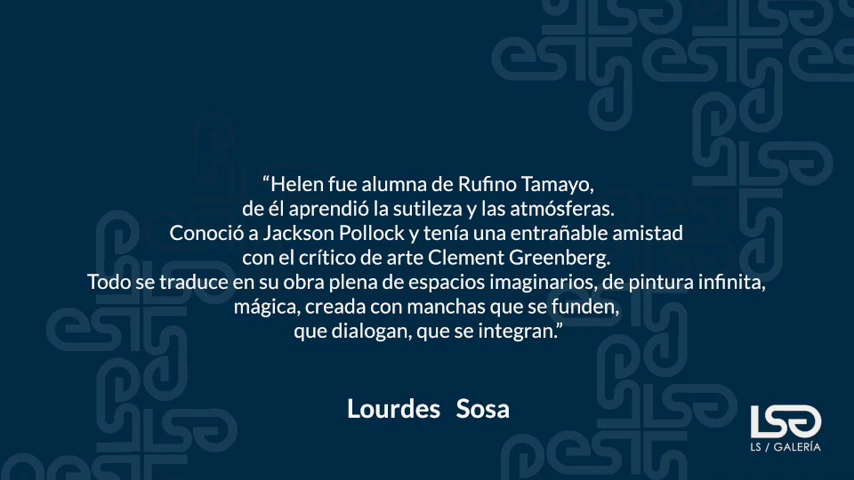 “Helen fue alumna de Rufino Tamayo,
de él aprendió la sutileza y las atmósferas.
Conoció a Jackson Pollock y tenía una entrañable amistad
con el crítico de arte Clement Greenberg.
Todo se traduce en su obra plena de espacios imaginarios, de pintura infinita,
mágica, creada con manchas que se funden,
que dialogan, que se integran.”
Lourdes Sosa
LSG
LS / GALERÍA